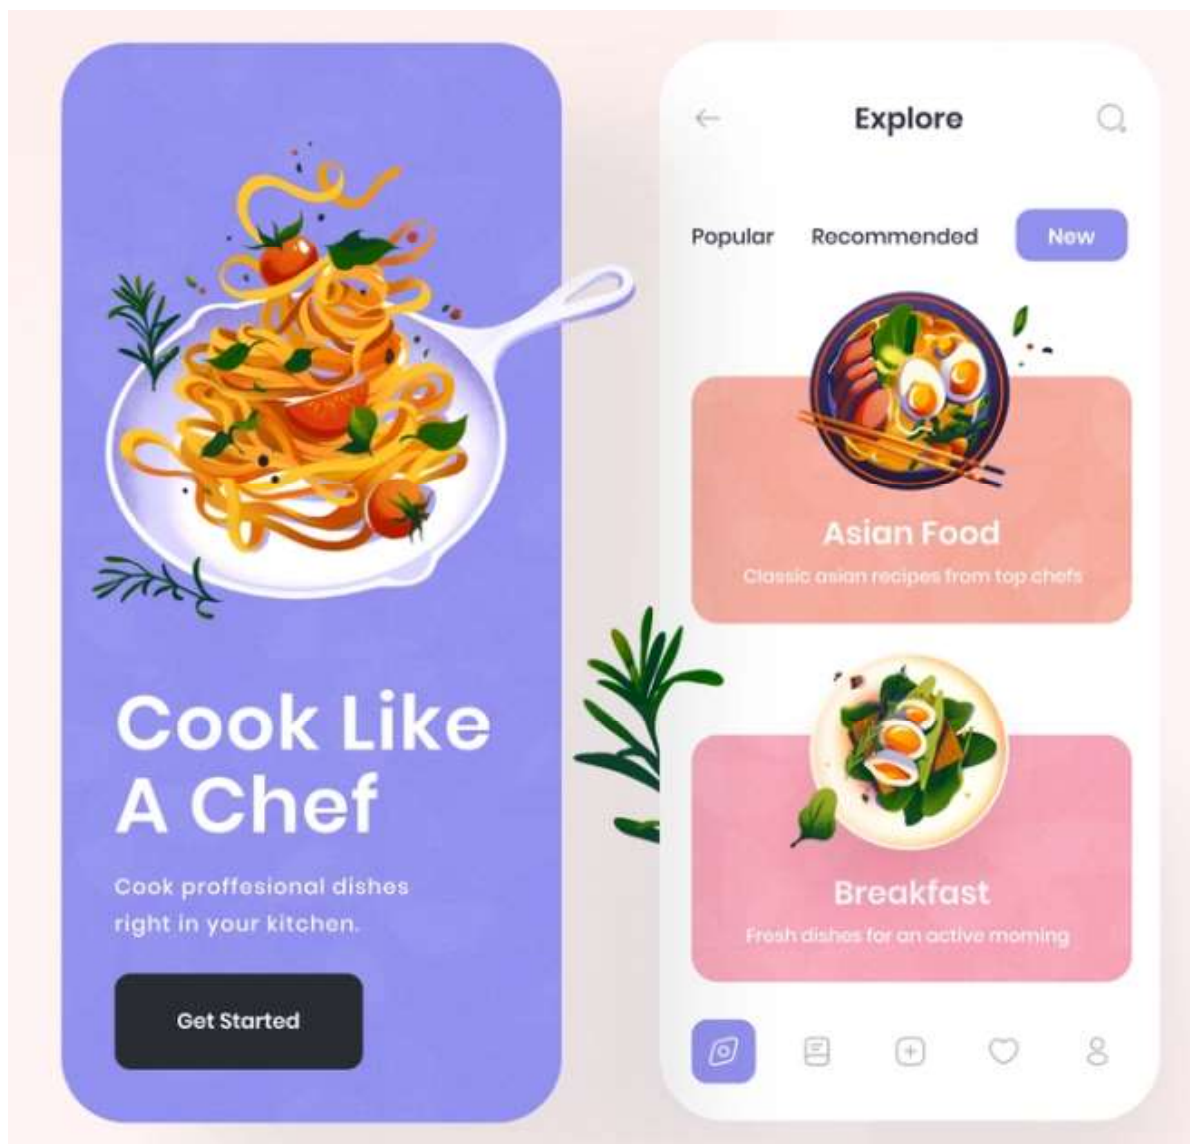 Cook Like
A Chef
Cook proffesional dishes
right in your kitchen.
Get Started
Explore
Popular Recommended New
Asian Food
Classic asian recipes from top chefs
Breakfast
Fresh dishes for an active morning